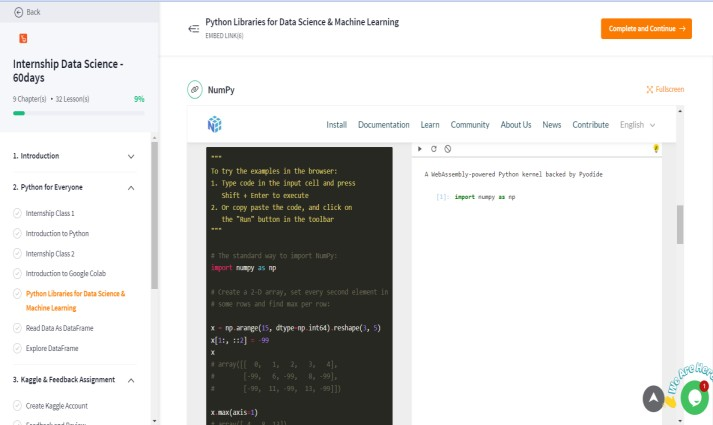 Back
Internship Data Science -
60days
9 Chapter(s) • 32 Lesson(s) 9%
1. Introduction
2. Python for Everyone
Internship Class 1
Introduction to Python
Internship Class 2
Introduction to Google Colab
Python Libraries for Data Science &
Machine Learning
Read Data As DataFrame
Explore DataFrame
3. Kaggle & Feedback Assignment
Create Kaggle Account
Feedback and Review
Python Libraries for Data Science & Machine Learning
EMBED LINK(6)
Complete and Continue →
NumPy
Fullscreen
Install Documentation Learn Community About Us News Contribute English
"""
To try the examples in the browser:
1. Type code in the input cell and press
Shift + Enter to execute
2. Or copy paste the code, and click on
the "Run" button in the toolbar
"""
# The standard way to import NumPy:
import numpy as np
# Create a 2-D array, set every second element in
# some rows and find max per row:
x = np.arange(15, dtype=np.int64).reshape(3, 5)
x[1:, ::2] = -99
x
# array([[ 0, 1, 2, 3, 4],
# [-99, 6, -99, 8, -99],
# [-99, 11, -99, 13, -99]])
x.max(axis=1)
# array([ 4, 8, 13])
A WebAssembly-powered Python kernel backed by Pyodide
[1]: import numpy as np
We Are Here
1